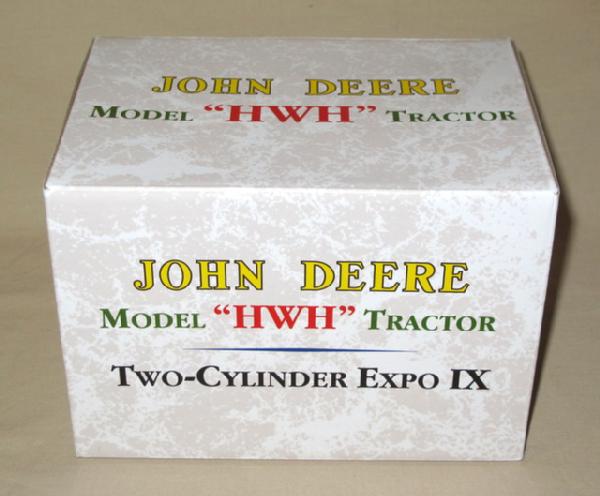 JOHN DEERE
MODEL "HWH" TRACTOR
JOHN DEERE
MODEL "HWH" TRACTOR
TWO-CYLINDER EXPO IX